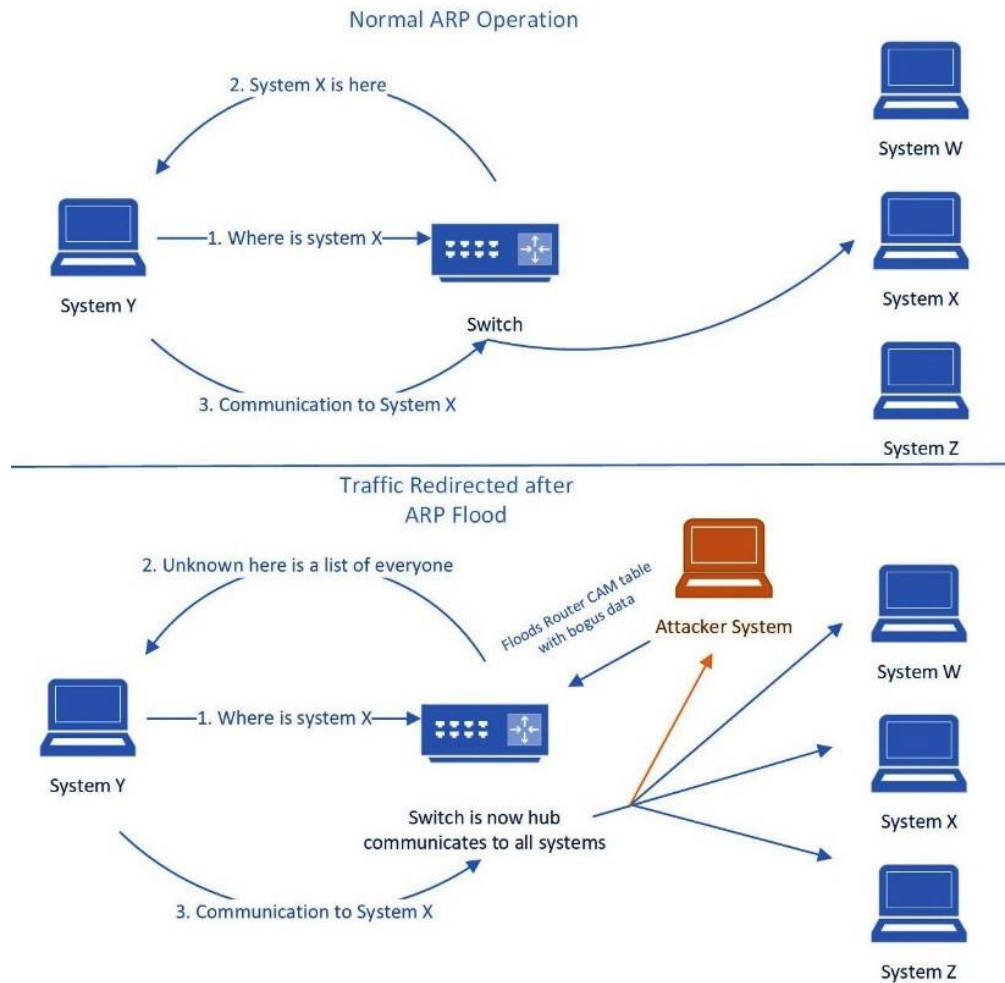 Normal ARP Operation
2. System X is here
System W
1. Where is system X
System Y
System X
Switch
3. Communication to System X
System Z
Traffic Redirected after
ARP Flood
2. Unknown here is a list of everyone
Floods Router CAM table
with bogus data
Attacker System
System W
1. Where is system X
System Y
Switch is now hub
communicates to all systems
System X
3. Communication to System X
System Z